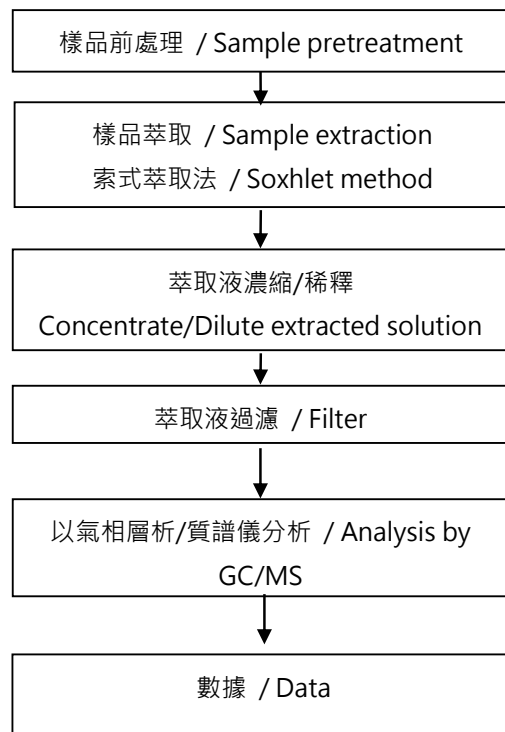 樣品前處理 / Sample pretreatment
樣品萃取 / Sample extraction
索式萃取法 / Soxhlet method
萃取液濃縮/稀釋
Concentrate/Dilute extracted solution
萃取液過濾 / Filter
以氣相層析/質譜儀分析 / Analysis by
GC/MS
數據 / Data